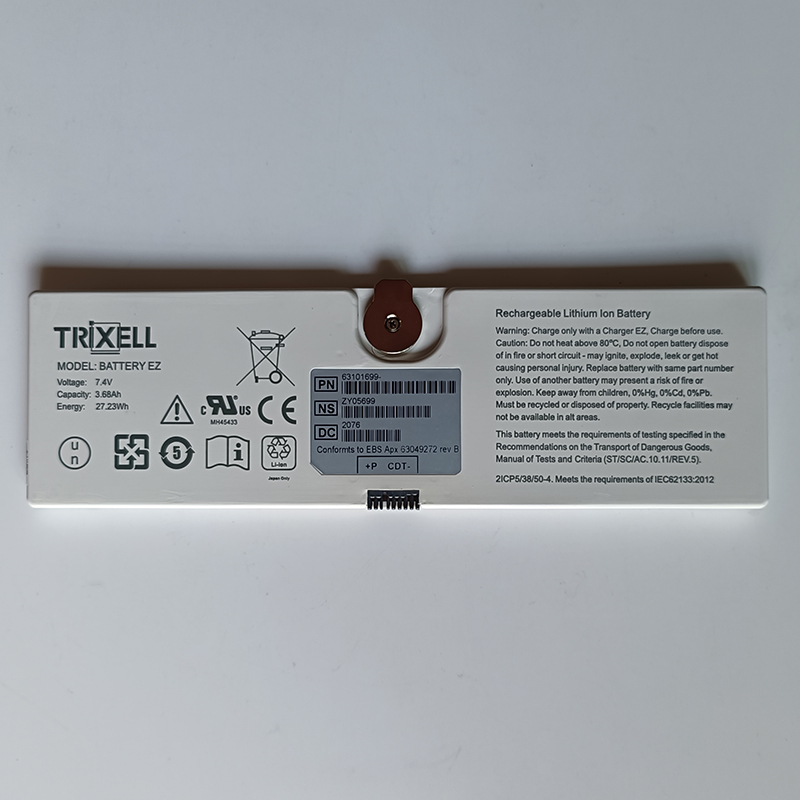 TRIXELL
MODEL: BATTERY EZ
Voltage: 7.4V
Capacity: 3.68Ah
Energy: 27.23Wh
c RU US
MH45433
CE
un
5
i
Li-ion
Japan Only
PN 63101699-
NS ZY05699
DC 2076
Conformts to EBS Apx 63049272 rev B
+P CDT-
Rechargeable Lithium Ion Battery
Warning: Charge only with a Charger EZ, Charge before use.
Caution: Do not heat above 80°C, Do not open battery dispose
of in fire or short circuit - may ignite, explode, leek or get hot
causing personal injury. Replace battery with same part number
only. Use of another battery may present a risk of fire or
explosion. Keep away from children, 0%Hg, 0%Cd, 0%Pb.
Must be recycled or disposed of property. Recycle facilities may
not be available in alt areas.
This battery meets the requirements of testing specified in the
Recommendations on the Transport of Dangerous Goods,
Manual of Tests and Criteria (ST/SC/AC.10.11/REV.5).
2ICP5/38/50-4. Meets the requirements of IEC62133:2012